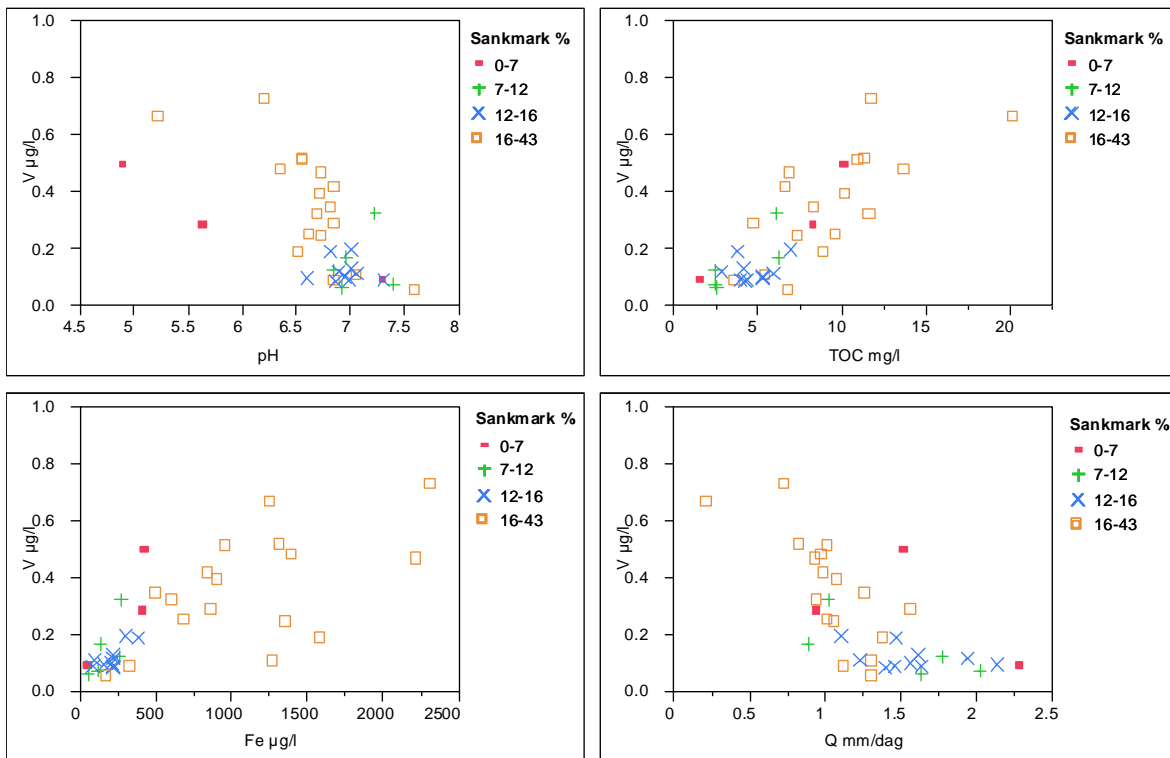 Sankmark %
0-7
7-12
12-16
16-43
1.0
0.8
0.6
0.4
0.2
0.0
V µg/l
4.5 5 5.5 6 6.5 7 7.5 8
pH
Sankmark %
0-7
7-12
12-16
16-43
1.0
0.8
0.6
0.4
0.2
0.0
V µg/l
0 5 10 15 20
TOC mg/l
Sankmark %
0-7
7-12
12-16
16-43
1.0
0.8
0.6
0.4
0.2
0.0
V µg/l
0 500 1000 1500 2000 2500
Fe µg/l
Sankmark %
0-7
7-12
12-16
16-43
1.0
0.8
0.6
0.4
0.2
0.0
V µg/l
0 0.5 1 1.5 2 2.5
Q mm/dag